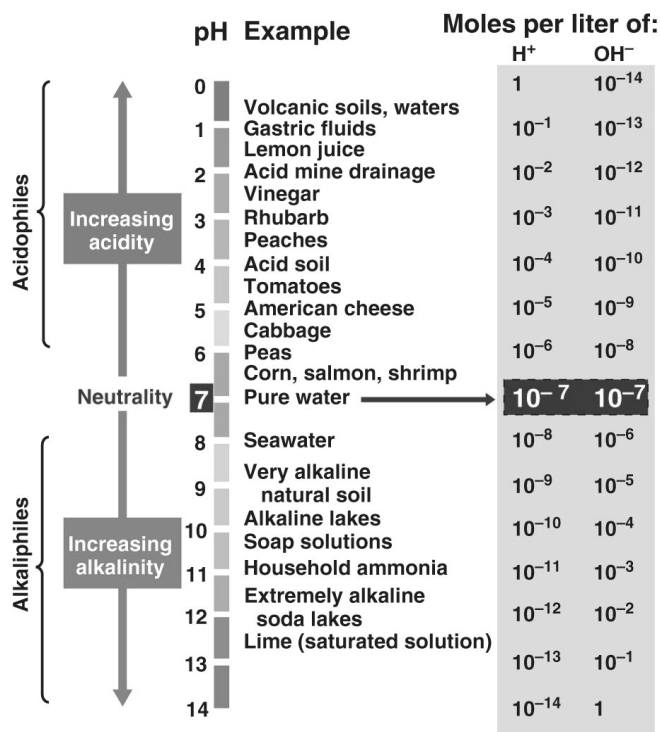 pH Example Moles per liter of:
H⁺ OH⁻
0 1 10⁻¹⁴
Volcanic soils, waters
1 Gastric fluids 10⁻¹ 10⁻¹³
Lemon juice
2 Acid mine drainage 10⁻² 10⁻¹²
Vinegar
3 Rhubarb 10⁻³ 10⁻¹¹
Peaches
4 Acid soil 10⁻⁴ 10⁻¹⁰
Tomatoes
5 American cheese 10⁻⁵ 10⁻⁹
Cabbage
6 Peas 10⁻⁶ 10⁻⁸
Corn, salmon, shrimp
Neutrality 7 Pure water 10⁻⁷ 10⁻⁷
8 Seawater 10⁻⁸ 10⁻⁶
Very alkaline
9 natural soil 10⁻⁹ 10⁻⁵
Alkaline lakes
10 Soap solutions 10⁻¹⁰ 10⁻⁴
11 Household ammonia 10⁻¹¹ 10⁻³
Extremely alkaline
12 soda lakes 10⁻¹² 10⁻²
Lime (saturated solution)
13 10⁻¹³ 10⁻¹
14 10⁻¹⁴ 1
Acidophiles
Increasing
acidity
Alkaliphiles
Increasing
alkalinity